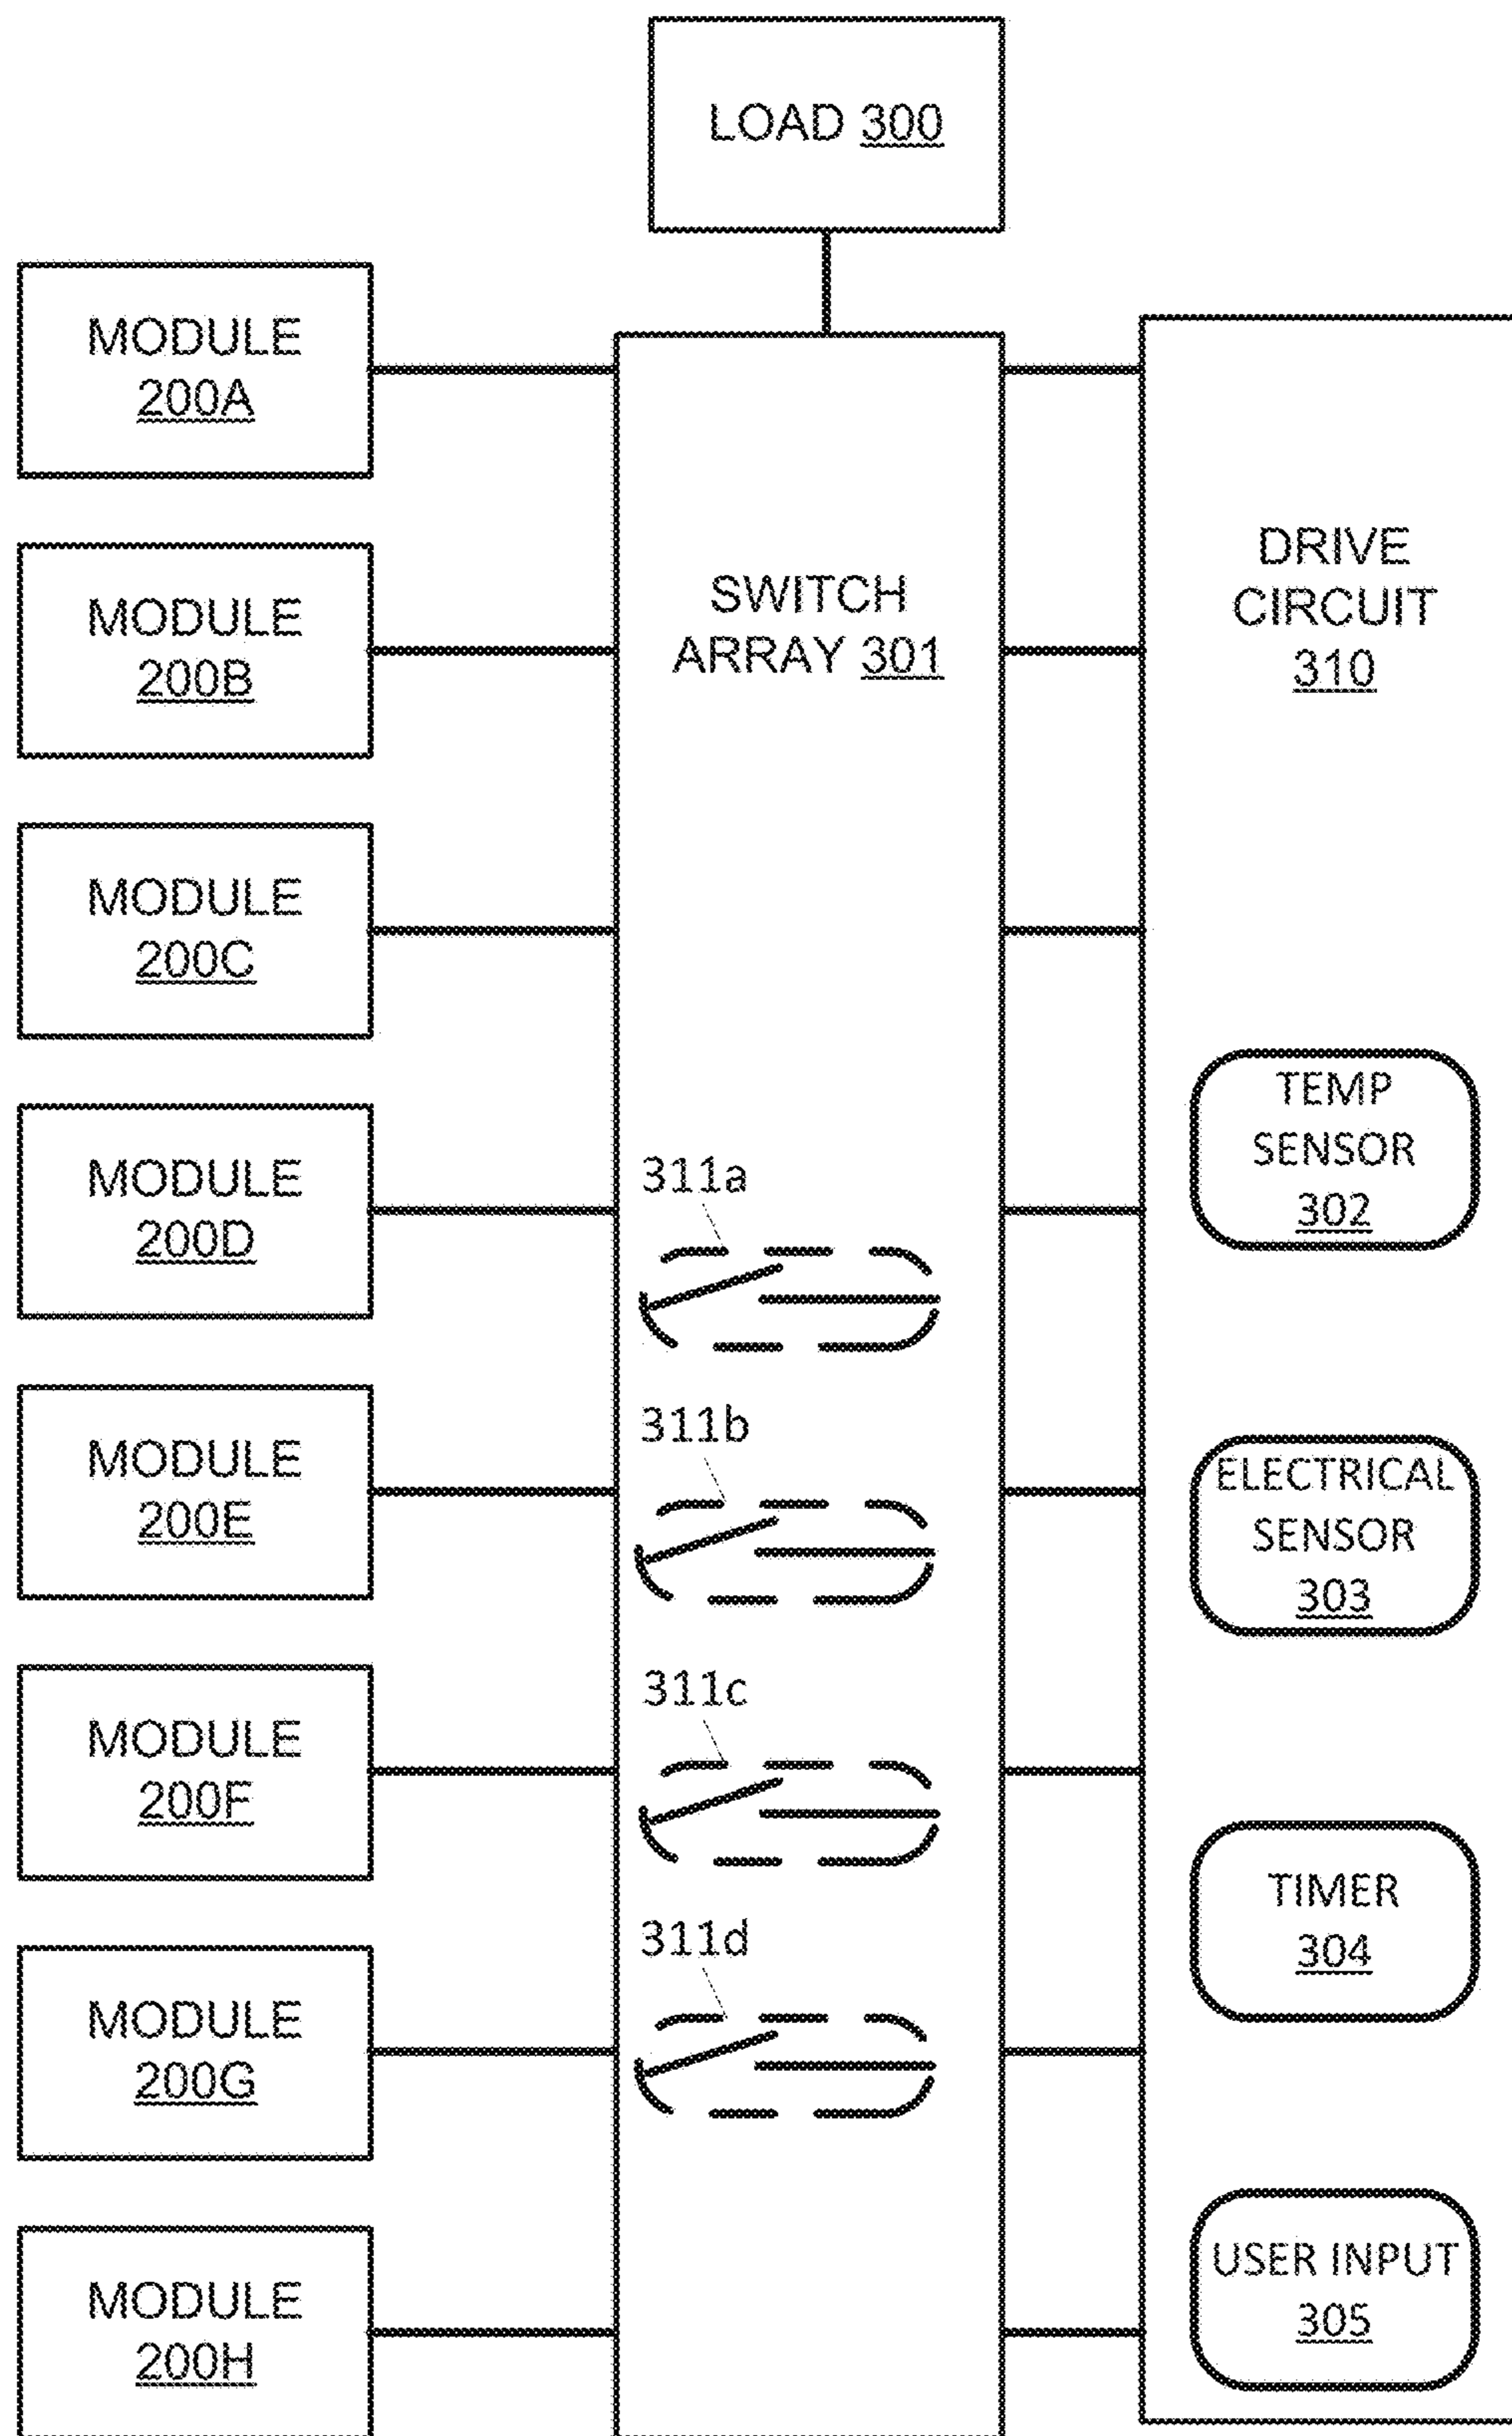 LOAD 300
MODULE
200A
MODULE
200B
MODULE
200C
MODULE
200D
MODULE
200E
MODULE
200F
MODULE
200G
MODULE
200H
SWITCH
ARRAY 301
311a
311b
311c
311d
DRIVE
CIRCUIT
310
TEMP
SENSOR
302
ELECTRICAL
SENSOR
303
TIMER
304
USER INPUT
305